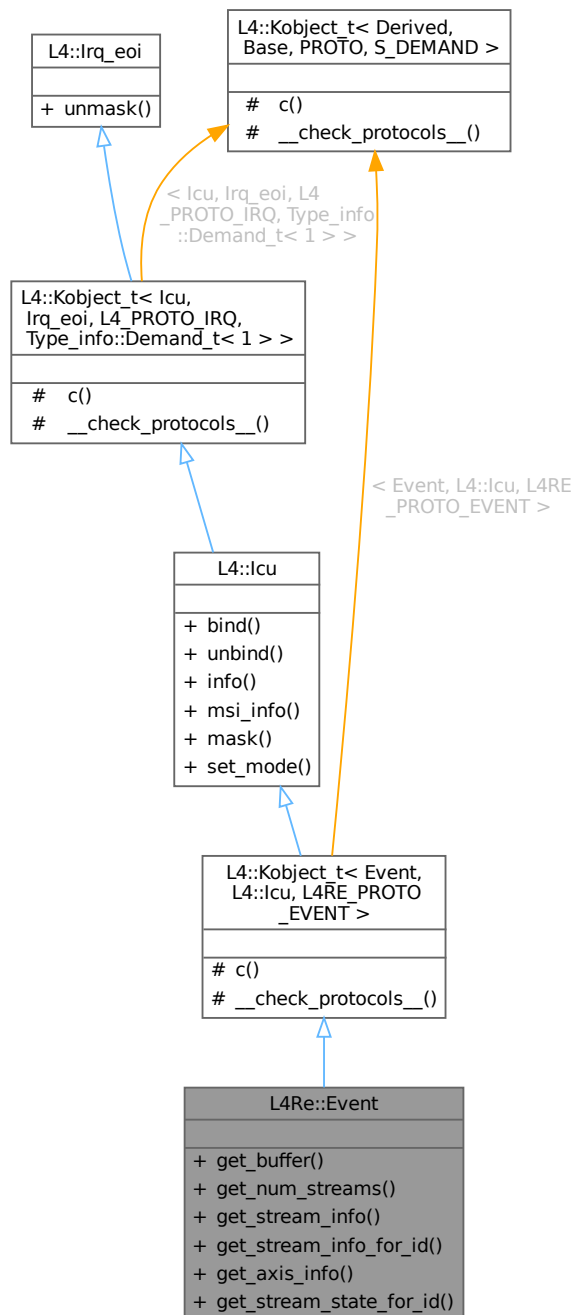 L4::Irq_eoi
+ unmask()
L4::Kobject_t< Derived,
Base, PROTO, S_DEMAND >
# c()
# __check_protocols__()
< Icu, Irq_eoi, L4
_PROTO_IRQ, Type_info
::Demand_t< 1 > >
L4::Kobject_t< Icu,
Irq_eoi, L4_PROTO_IRQ,
Type_info::Demand_t< 1 > >
# c()
# __check_protocols__()
< Event, L4::Icu, L4RE
_PROTO_EVENT >
L4::Icu
+ bind()
+ unbind()
+ info()
+ msi_info()
+ mask()
+ set_mode()
L4::Kobject_t< Event,
L4::Icu, L4RE_PROTO
_EVENT >
# c()
# __check_protocols__()
L4Re::Event
+ get_buffer()
+ get_num_streams()
+ get_stream_info()
+ get_stream_info_for_id()
+ get_axis_info()
+ get_stream_state_for_id()